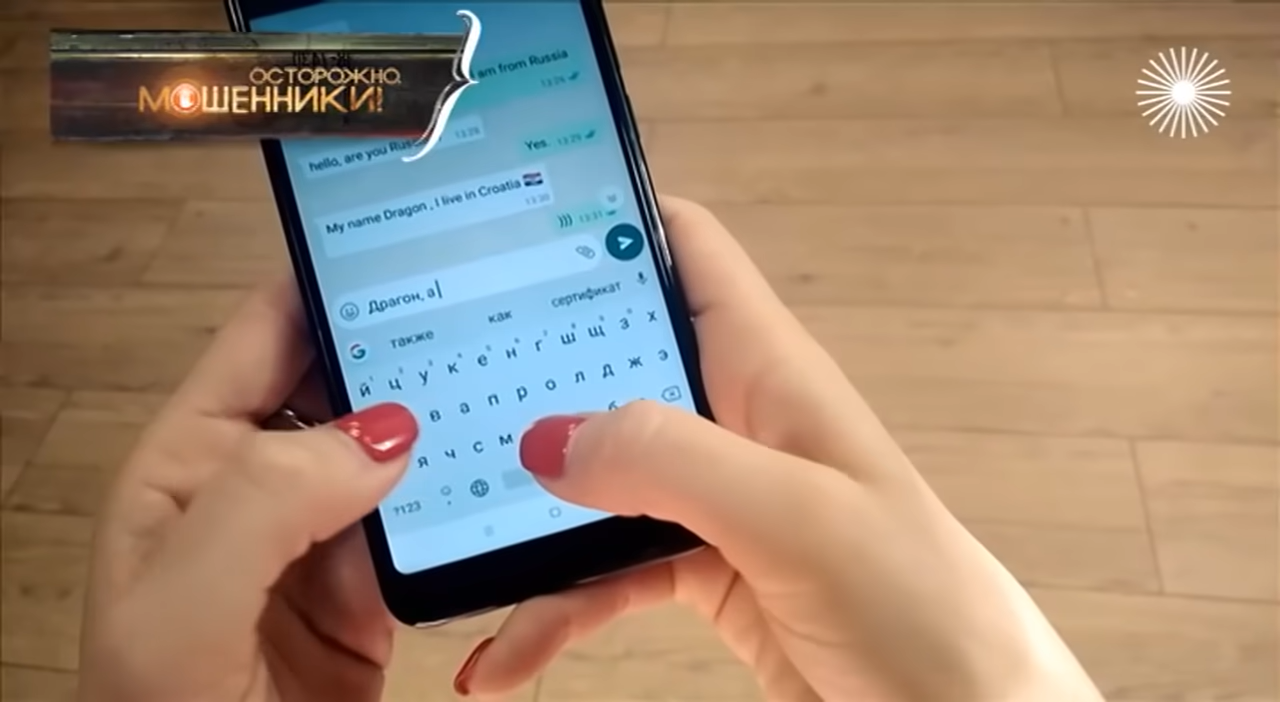 ОСТОРОЖНО,
МОШЕННИКИ!
am from Russia
13:26
hello, are you Rus
13:28
Yes. 13:29
My name Dragon , I live in Croatia 🇭🇷
13:30
))) 13:31
Драгон, а
также как сертификат
й ц у к е н г ш щ з х
в а п р о л д ж э
я ч с м б
?123